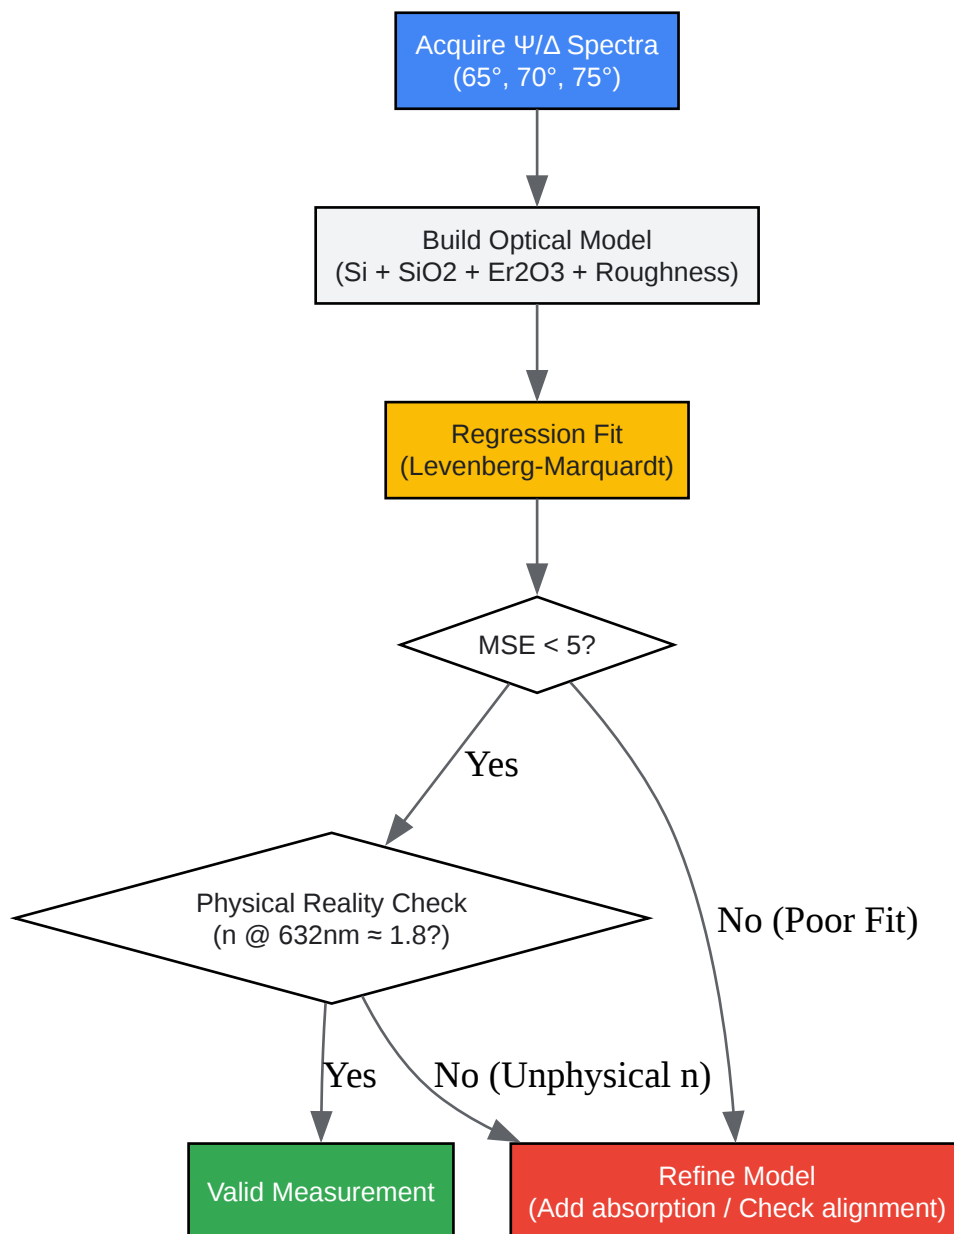 Acquire Ψ/Δ Spectra
(65°, 70°, 75°)
Build Optical Model
(Si + SiO2 + Er2O3 + Roughness)
Regression Fit
(Levenberg-Marquardt)
MSE < 5?
Yes
No (Poor Fit)
Physical Reality Check
(n @ 632nm ≈ 1.8?)
Yes
No (Unphysical n)
Valid Measurement
Refine Model
(Add absorption / Check alignment)